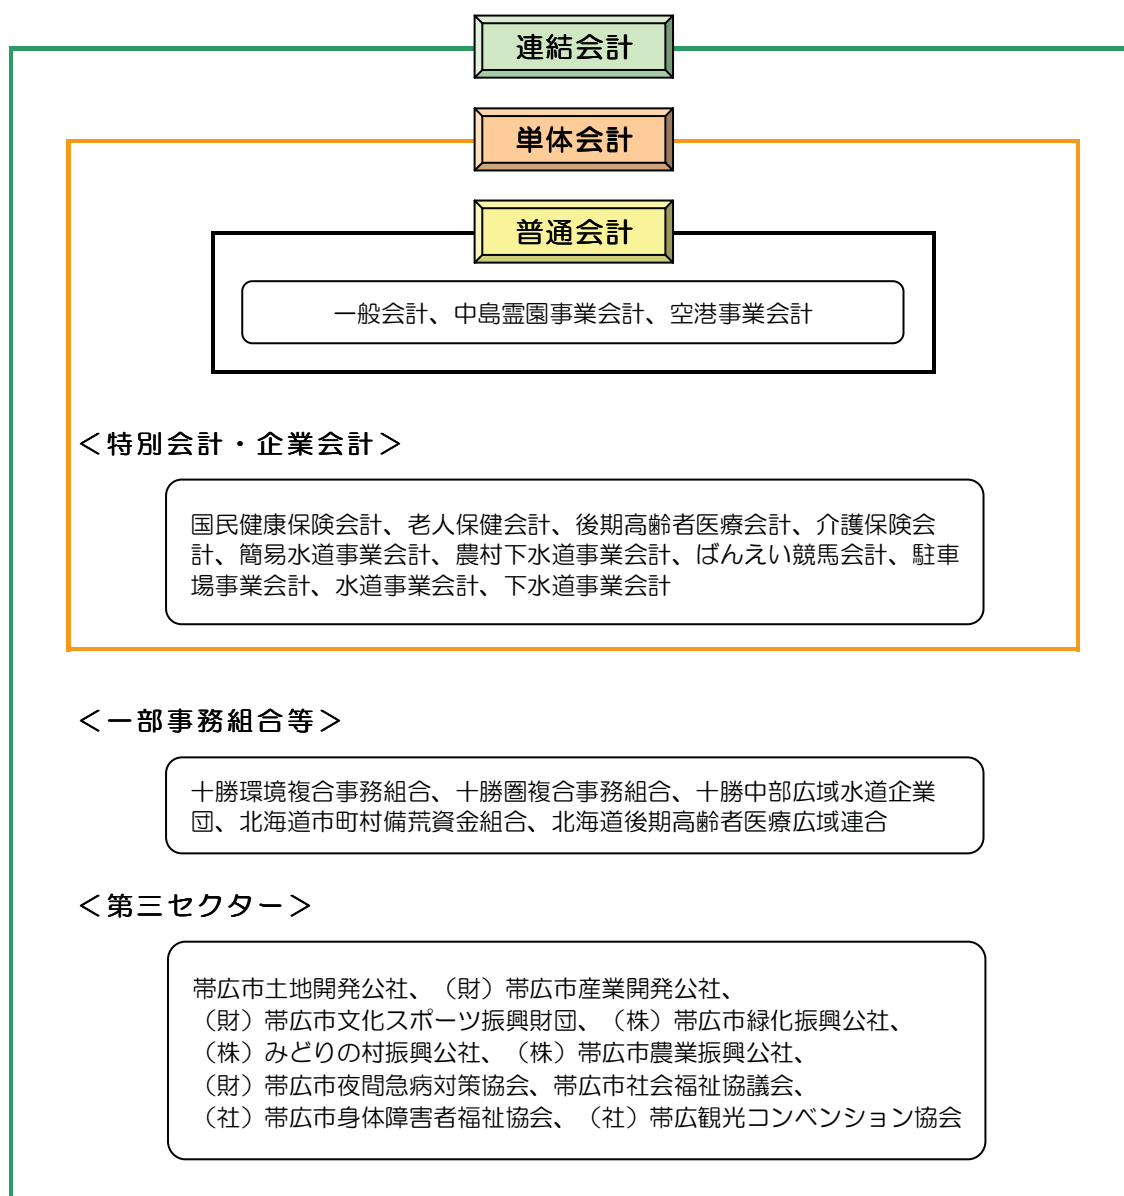 連結会計
単体会計
普通会計
一般会計、中島霊園事業会計、空港事業会計
＜特別会計・企業会計＞
国民健康保険会計、老人保健会計、後期高齢者医療会計、介護保険会
計、簡易水道事業会計、農村下水道事業会計、ばんえい競馬会計、駐車
場事業会計、水道事業会計、下水道事業会計
＜一部事務組合等＞
十勝環境複合事務組合、十勝圏複合事務組合、十勝中部広域水道企業
団、北海道市町村備荒資金組合、北海道後期高齢者医療広域連合
＜第三セクター＞
帯広市土地開発公社、（財）帯広市産業開発公社、
（財）帯広市文化スポーツ振興財団、（株）帯広市緑化振興公社、
（株）みどりの村振興公社、（株）帯広市農業振興公社、
（財）帯広市夜間急病対策協会、帯広市社会福祉協議会、
（社）帯広市身体障害者福祉協会、（社）帯広観光コンベンション協会